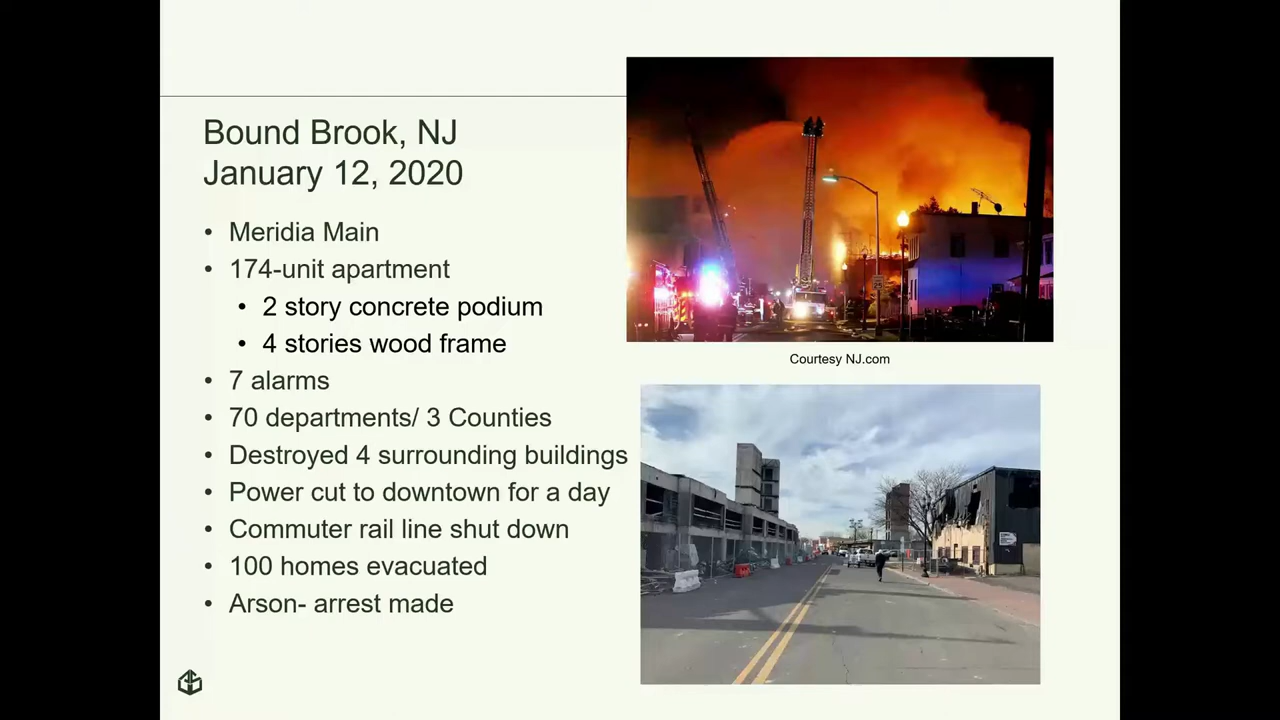 Bound Brook, NJ
January 12, 2020
• Meridia Main
• 174-unit apartment
• 2 story concrete podium
• 4 stories wood frame
• 7 alarms
• 70 departments/ 3 Counties
• Destroyed 4 surrounding buildings
• Power cut to downtown for a day
• Commuter rail line shut down
• 100 homes evacuated
• Arson- arrest made
Courtesy NJ.com